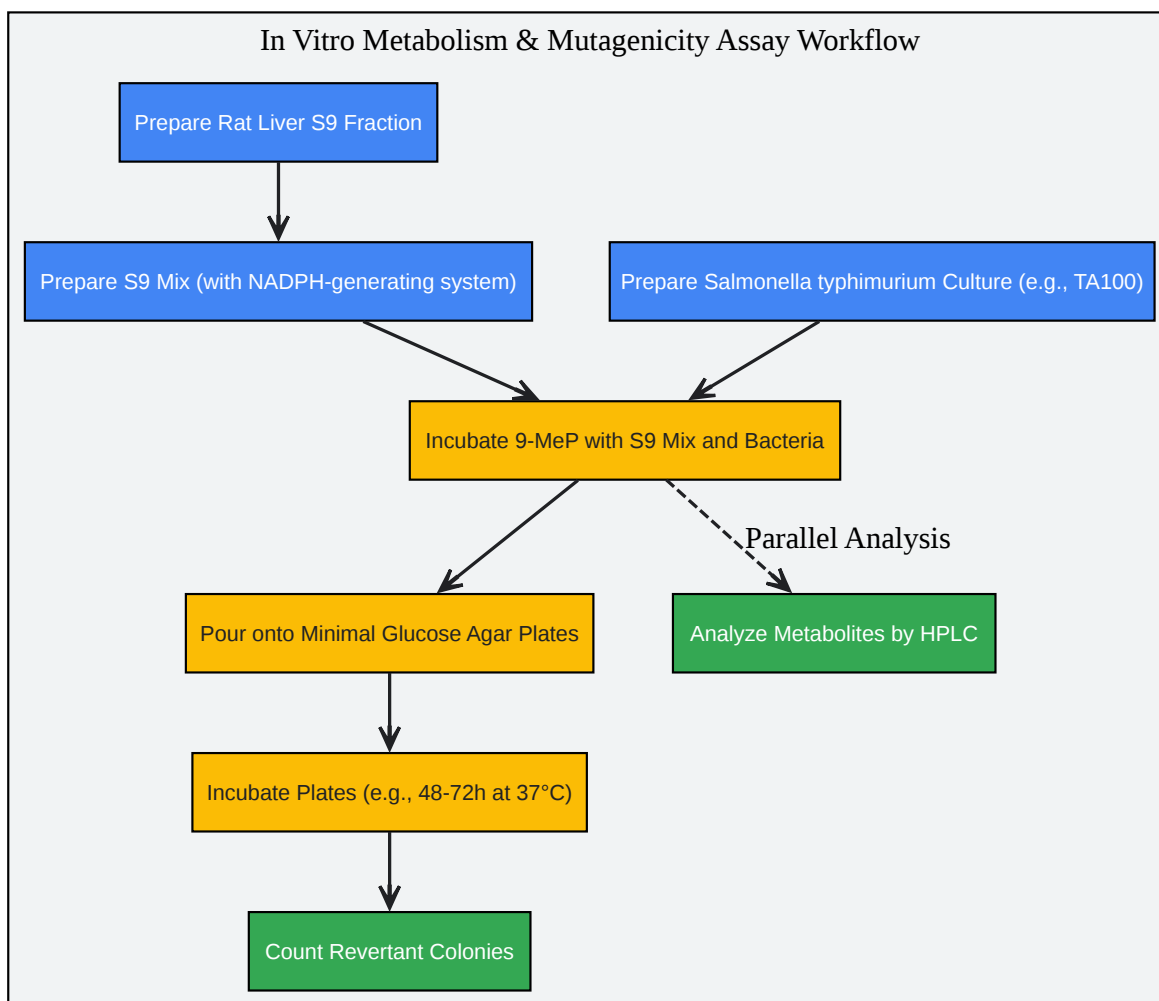 In Vitro Metabolism & Mutagenicity Assay Workflow
Prepare Rat Liver S9 Fraction
Prepare S9 Mix (with NADPH-generating system)
Prepare Salmonella typhimurium Culture (e.g., TA100)
Incubate 9-MeP with S9 Mix and Bacteria
Parallel Analysis
Pour onto Minimal Glucose Agar Plates
Analyze Metabolites by HPLC
Incubate Plates (e.g., 48-72h at 37°C)
Count Revertant Colonies